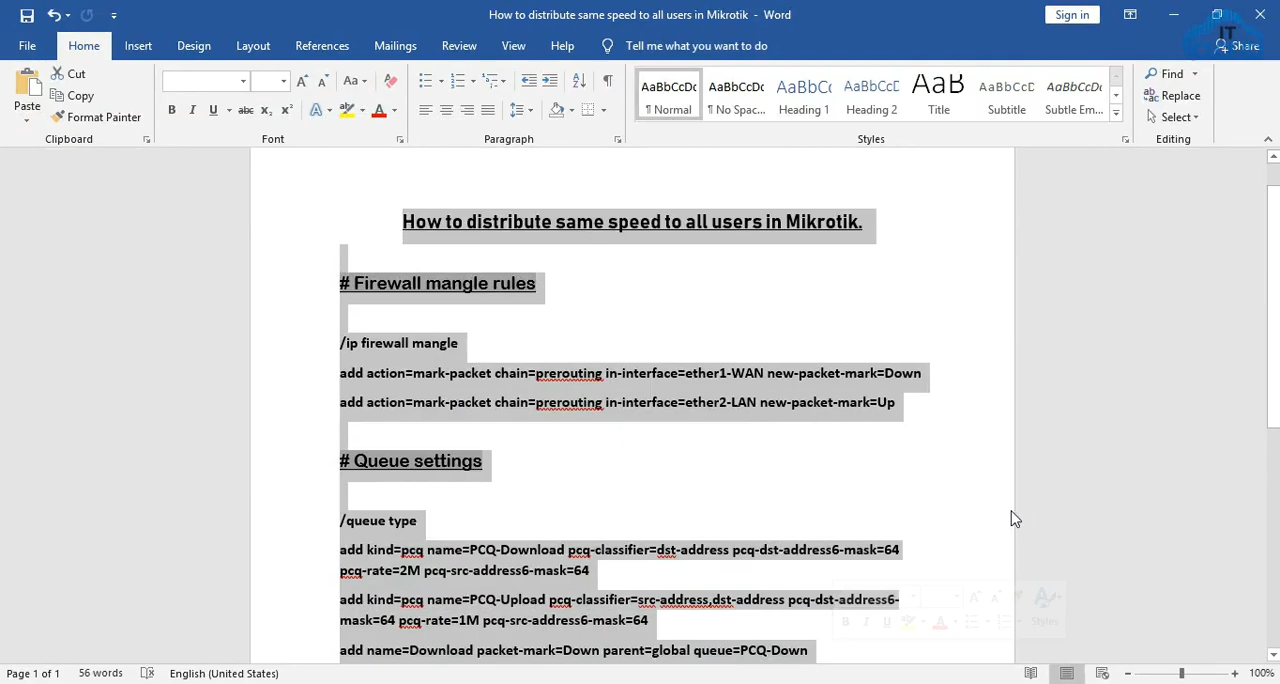 How to distribute same speed to all users in Mikrotik - Word
Sign in
File Home Insert Design Layout References Mailings Review View Help Tell me what you want to do
IT
Share
Paste
Cut
Copy
Format Painter
Clipboard
Aa
B I U abc x₂ x² A A
Font
Paragraph
AaBbCcDc AaBbCcDc AaBbCc AaBbCcD AaB AaBbCcDc AaBbCcDc
¶ Normal ¶ No Spac... Heading 1 Heading 2 Title Subtitle Subtle Em...
Styles
Find
Replace
Select
Editing
How to distribute same speed to all users in Mikrotik.
# Firewall mangle rules
/ip firewall mangle
add action=mark-packet chain=prerouting in-interface=ether1-WAN new-packet-mark=Down
add action=mark-packet chain=prerouting in-interface=ether2-LAN new-packet-mark=Up
# Queue settings
/queue type
add kind=pcq name=PCQ-Download pcq-classifier=dst-address pcq-dst-address6-mask=64
pcq-rate=2M pcq-src-address6-mask=64
add kind=pcq name=PCQ-Upload pcq-classifier=src-address,dst-address pcq-dst-address6-
mask=64 pcq-rate=1M pcq-src-address6-mask=64
add name=Download packet-mark=Down parent=global queue=PCQ-Down
Styles
Page 1 of 1 56 words English (United States) 100%